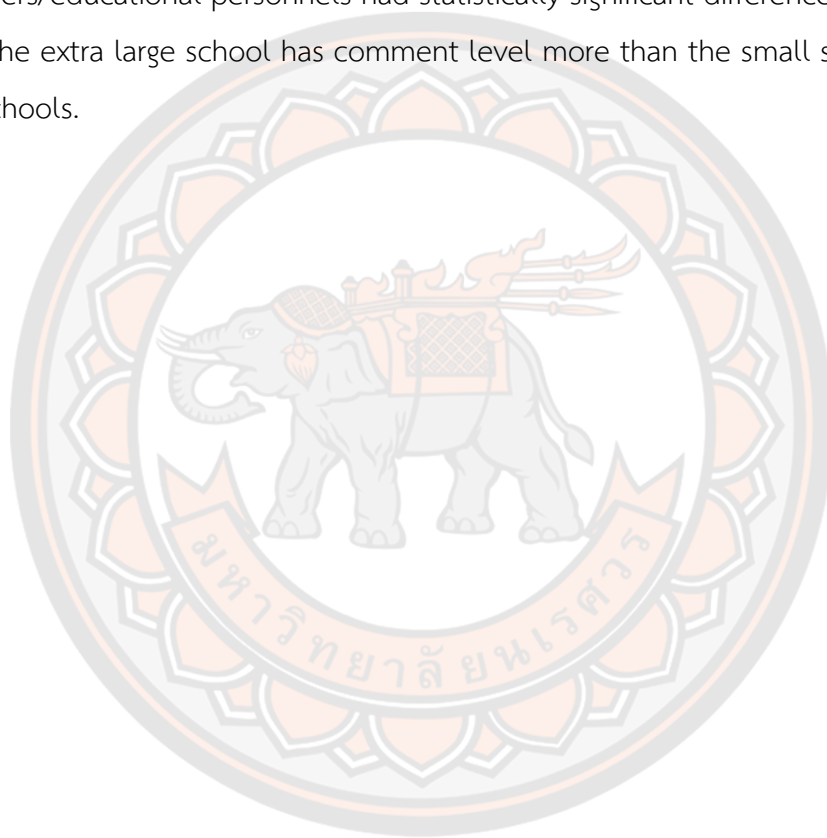 ers/educational personnels had statistically significant difference
he extra large school has comment level more than the small s
hools.
มหาวิทยาลัยนเรศวร